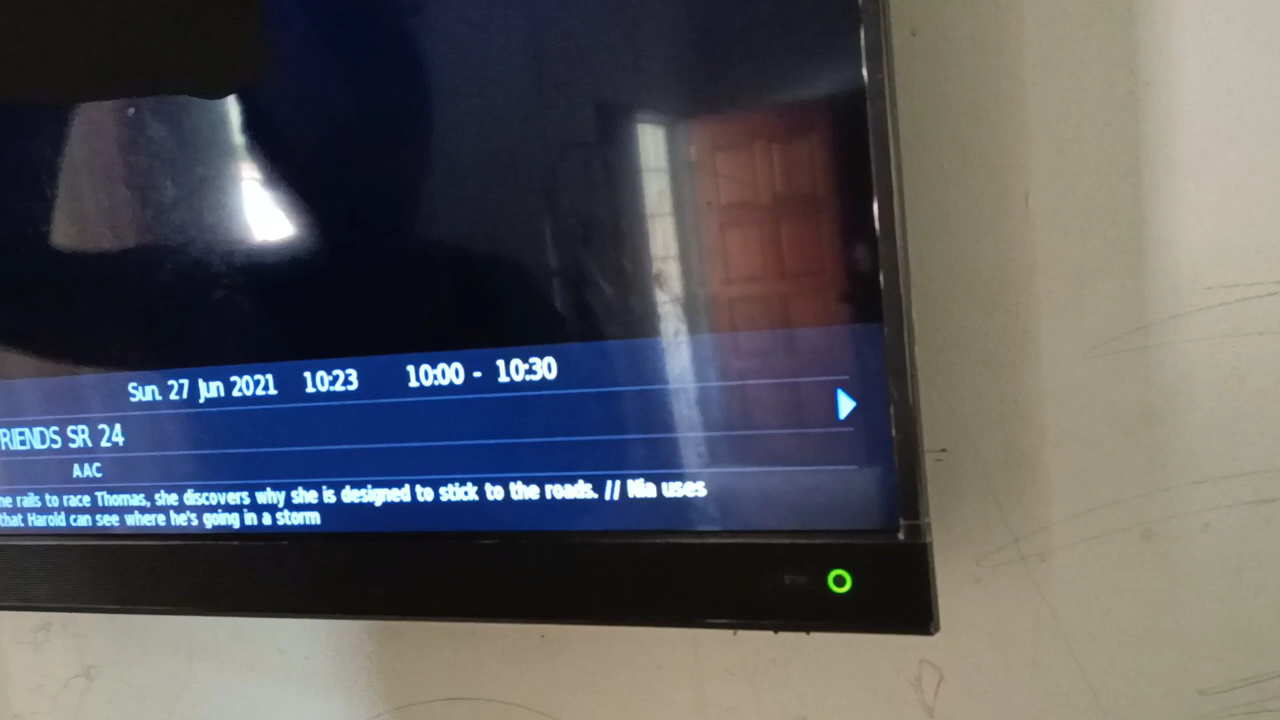 Sun. 27 Jun 2021 10:23 10:00 - 10:30
RIENDS SR 24
AAC
ne rails to race Thomas, she discovers why she is designed to stick to the roads. // Nia uses
that Harold can see where he's going in a storm